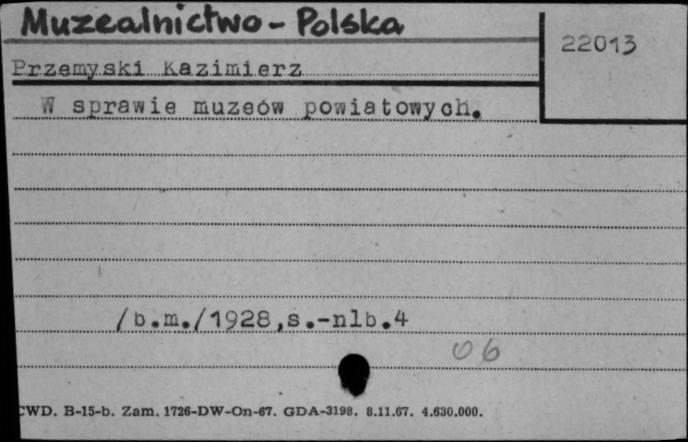 Muzealnictwo - Polska
22013
Przemyski Kazimierz
W sprawie muzeów powiatowych.
/b.m./1928,s.-nlb.4
06
CWD. B-15-b. Zam. 1726-DW-On-67. GDA-3198. 8.11.67. 4.630.000.